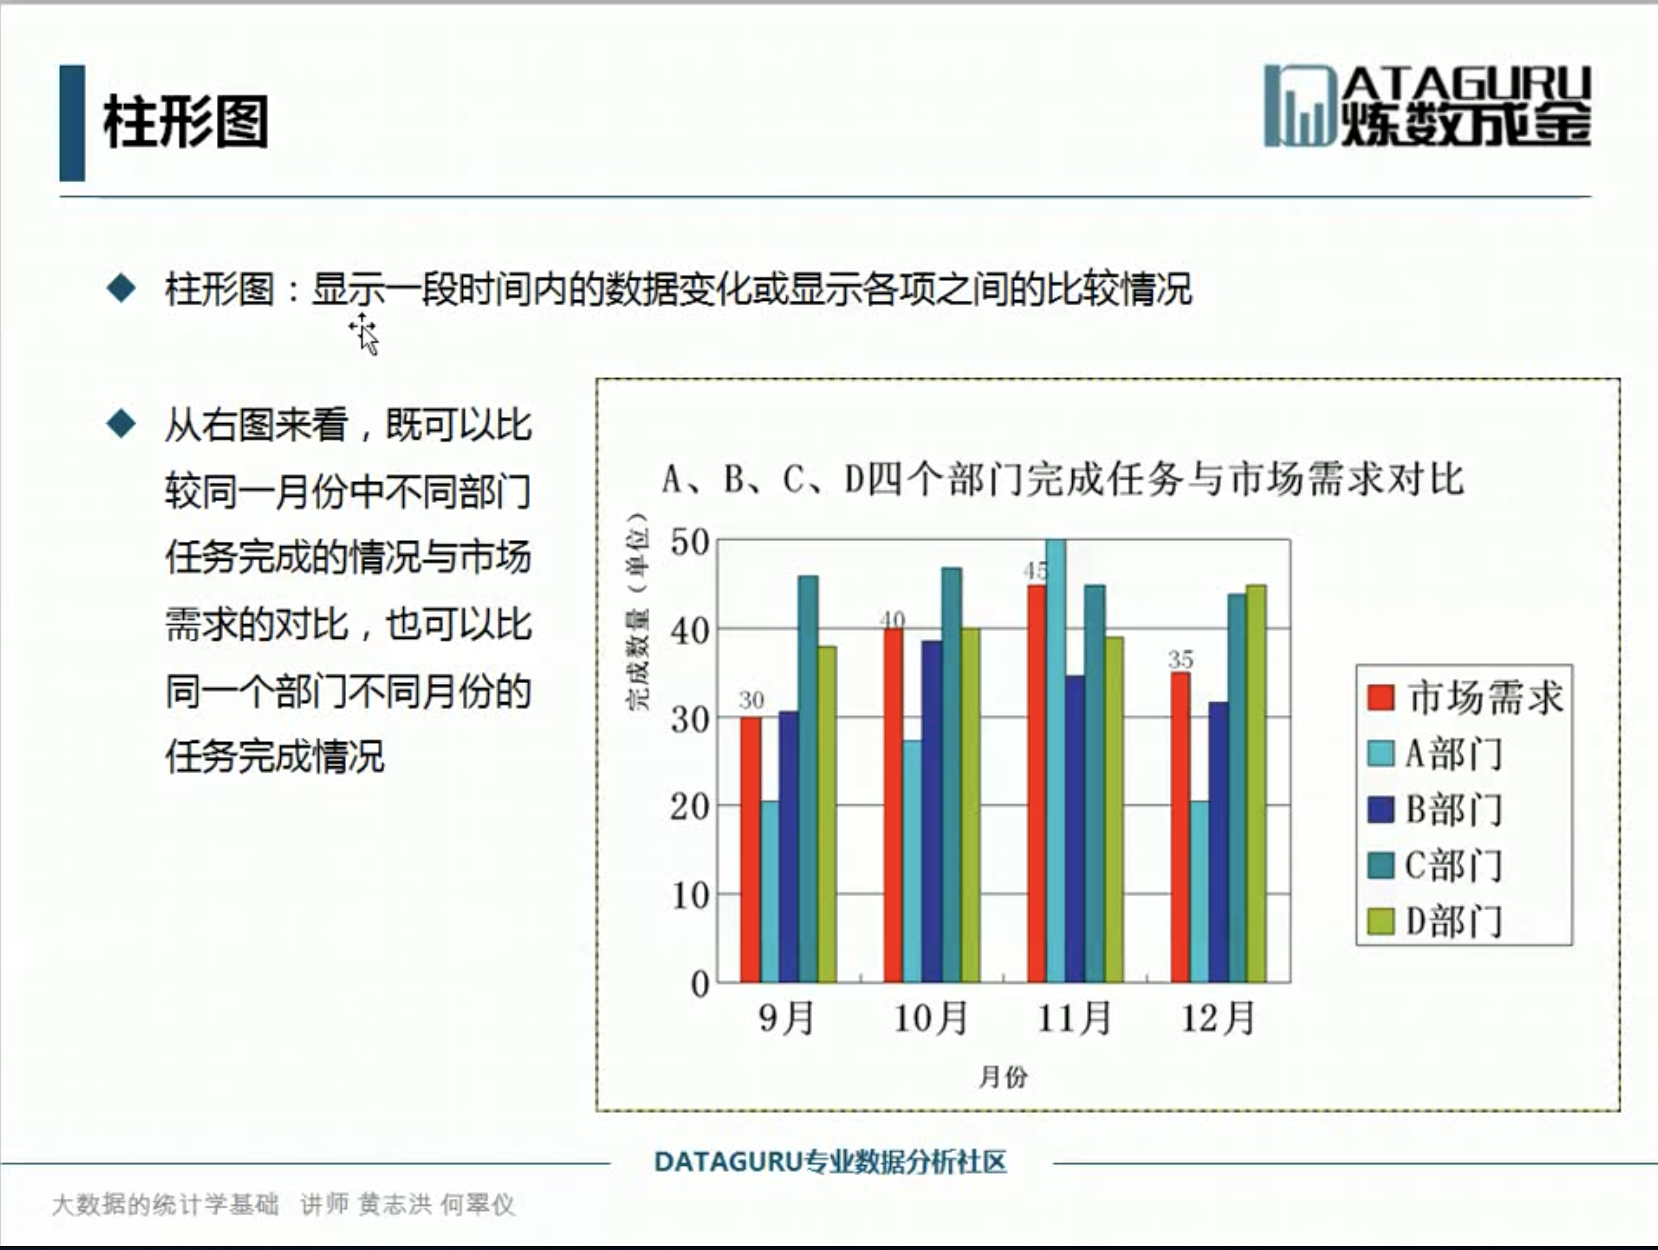 柱形图
ATAGURU
炼数成金
柱形图：显示一段时间内的数据变化或显示各项之间的比较情况
从右图来看，既可以比
较同一月份中不同部门
任务完成的情况与市场
需求的对比，也可以比
同一个部门不同月份的
任务完成情况
A、B、C、D四个部门完成任务与市场需求对比
完成数量（单位）
50
40
30
20
10
0
30
40
45
35
9月
10月
11月
12月
月份
市场需求
A部门
B部门
C部门
D部门
DATAGURU专业数据分析社区
大数据的统计学基础 讲师 黄志洪 何翠仪